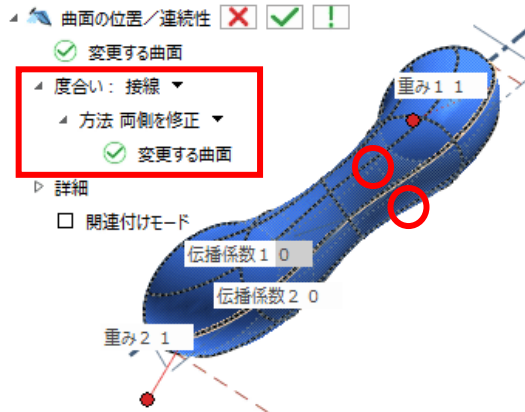 曲面の位置／連続性
変更する曲面
度合い： 接線
方法 両側を修正
変更する曲面
詳細
関連付けモード
重み１ 1
伝播係数１ 0
伝播係数２ 0
重み２ 1